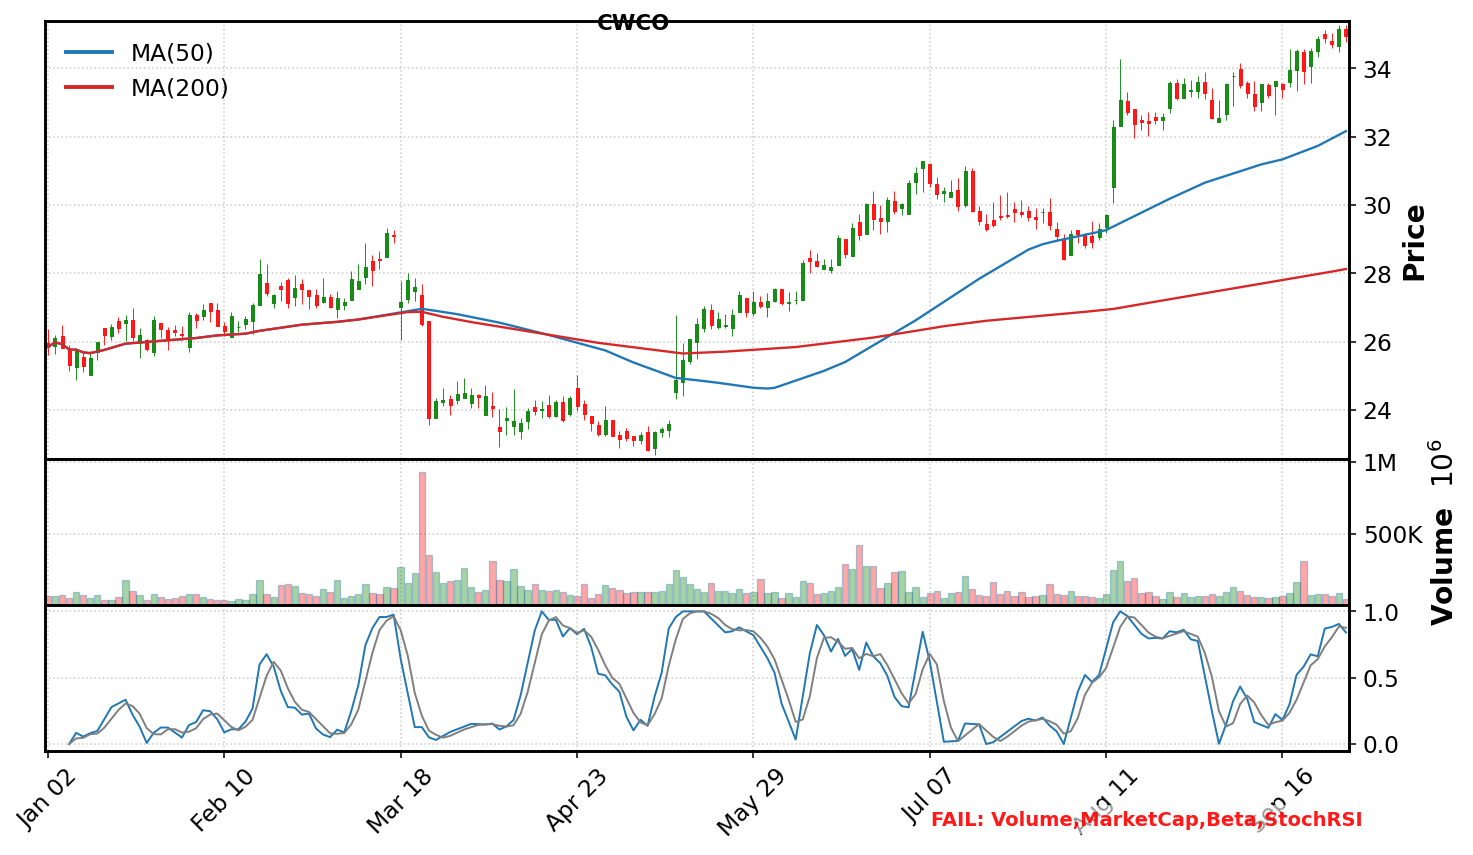 CWCO
MA(50)
MA(200)
34
32
30
28
26
24
Price
1M
500K
Volume 10^6
1.0
0.5
0.0
Jan 02
Feb 10
Mar 18
Apr 23
May 29
Jul 07
Aug 11
Sep 16
FAIL: Volume,MarketCap,Beta,StochRSI